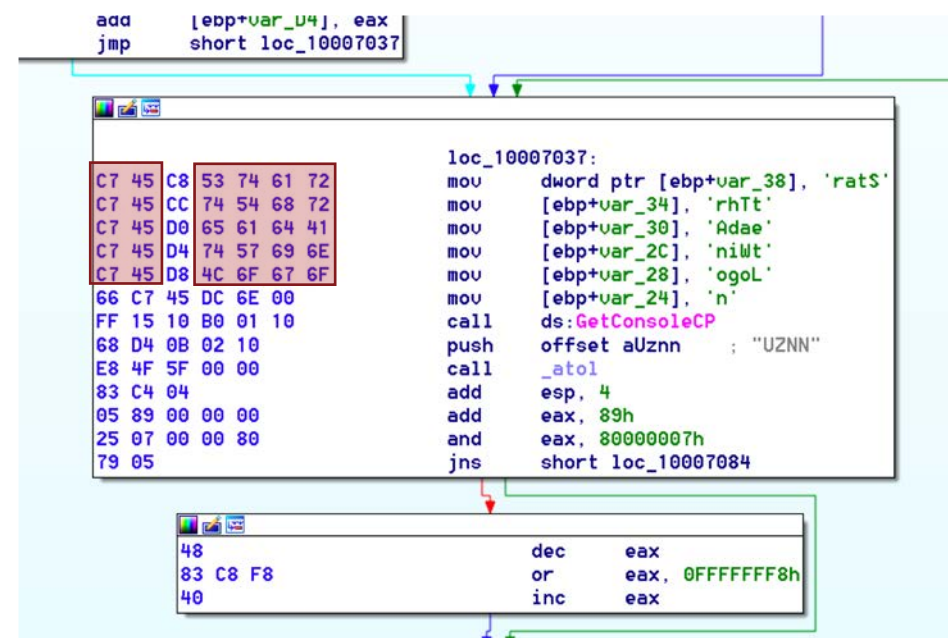 add [ebp+var_D4], eax
jmp short loc_10007037
loc_10007037:
C7 45 C8 53 74 61 72 mov dword ptr [ebp+var_38], 'ratS'
C7 45 CC 74 54 68 72 mov [ebp+var_34], 'rhTt'
C7 45 D0 65 61 64 41 mov [ebp+var_30], 'Adae'
C7 45 D4 74 57 69 6E mov [ebp+var_2C], 'niWt'
C7 45 D8 4C 6F 67 6F mov [ebp+var_28], 'ogoL'
66 C7 45 DC 6E 00 mov [ebp+var_24], 'n'
FF 15 10 B0 01 10 call ds:GetConsoleCP
68 D4 0B 02 10 push offset aUznn ; "UZNN"
E8 4F 5F 00 00 call _atol
83 C4 04 add esp, 4
05 89 00 00 00 add eax, 89h
25 07 00 00 80 and eax, 80000007h
79 05 jns short loc_10007084
48 dec eax
83 C8 F8 or eax, 0FFFFFFF8h
40 inc eax